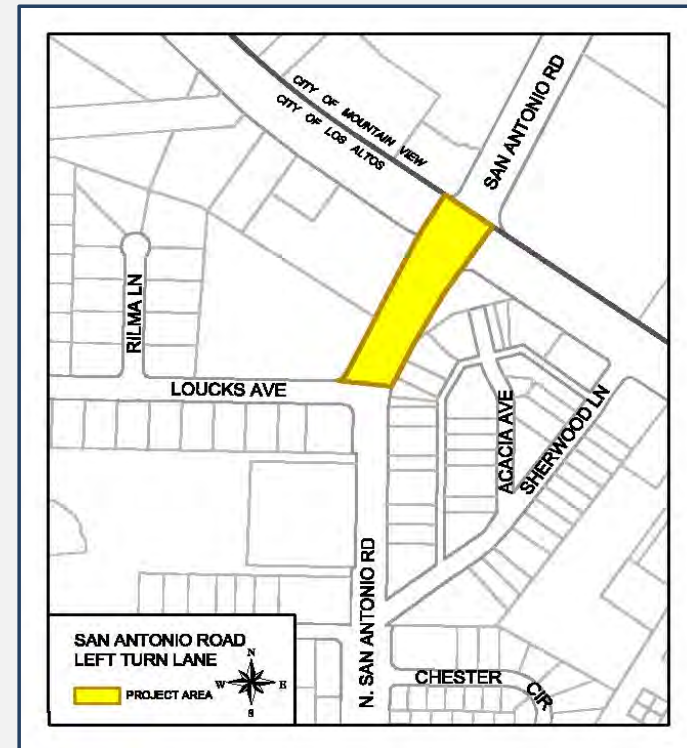 CITY OF MOUNTAIN VIEW
CITY OF LOS ALTOS
SAN ANTONIO RD
RILMA LN
LOUCKS AVE
ACACIA AVE
SHERWOOD LN
N. SAN ANTONIO RD
CHESTER CIR
SAN ANTONIO ROAD
LEFT TURN LANE
N
W E
S
PROJECT AREA